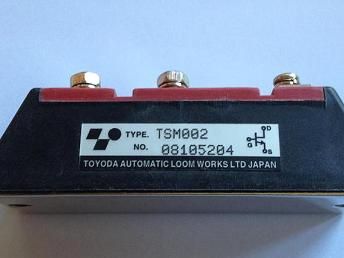 TYPE. TSM002
NO. 08105204
D
G
S
TOYODA AUTOMATIC LOOM WORKS LTD JAPAN